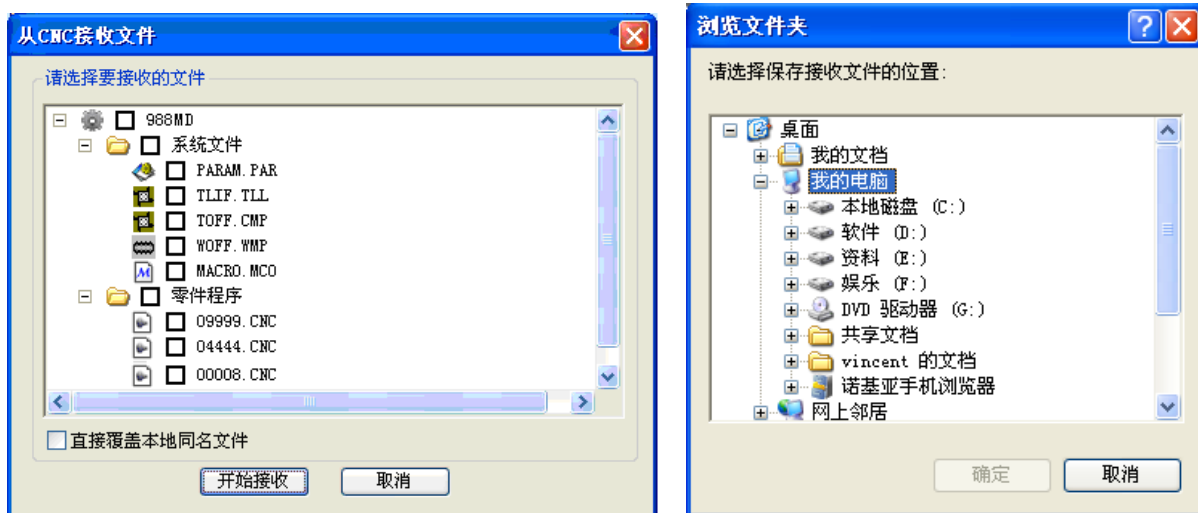 从CNC接收文件
请选择要接收的文件
988MD
系统文件
PARAM.PAR
TLIF.TLL
TOFF.CMP
WOFF.WMP
MACRO.MCO
零件程序
O9999.CNC
O4444.CNC
O0008.CNC
直接覆盖本地同名文件
开始接收
取消
浏览文件夹
请选择保存接收文件的位置:
桌面
我的文档
我的电脑
本地磁盘 (C:)
软件 (D:)
资料 (E:)
娱乐 (F:)
DVD 驱动器 (G:)
共享文档
vincent 的文档
诺基亚手机浏览器
网上邻居
确定
取消